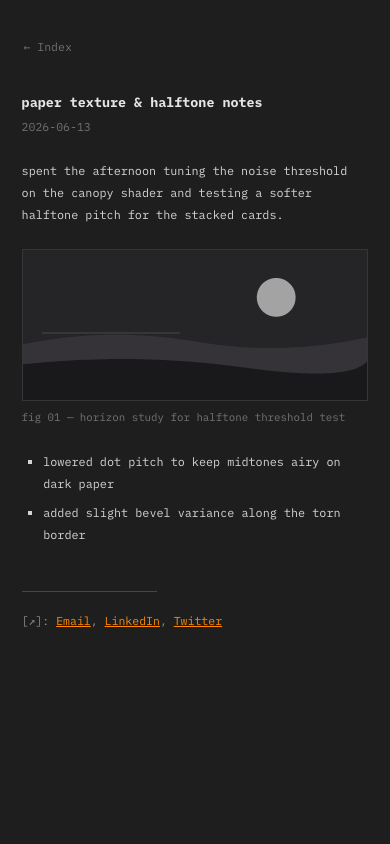 ← Index
paper texture & halftone notes
2026-06-13
spent the afternoon tuning the noise threshold
on the canopy shader and testing a softer
halftone pitch for the stacked cards.
fig 01 — horizon study for halftone threshold test
▪ lowered dot pitch to keep midtones airy on
dark paper
▪ added slight bevel variance along the torn
border
[↗]: Email, LinkedIn, Twitter